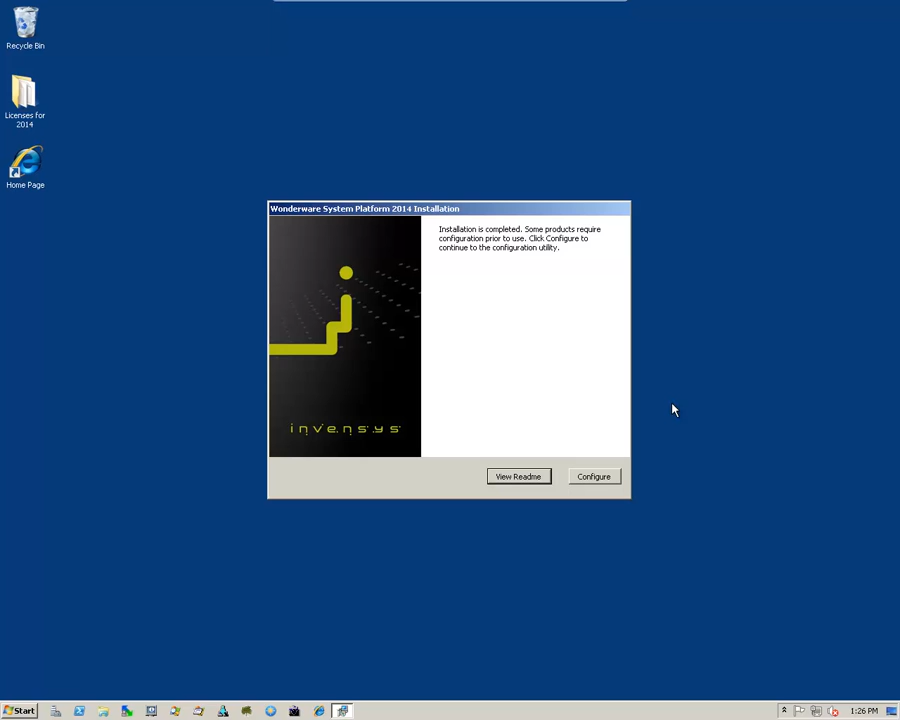 Recycle Bin
Licenses for
2014
Home Page
Wonderware System Platform 2014 Installation
Installation is completed. Some products require
configuration prior to use. Click Configure to
continue to the configuration utility.
invensys
View Readme
Configure
Start
1:26 PM